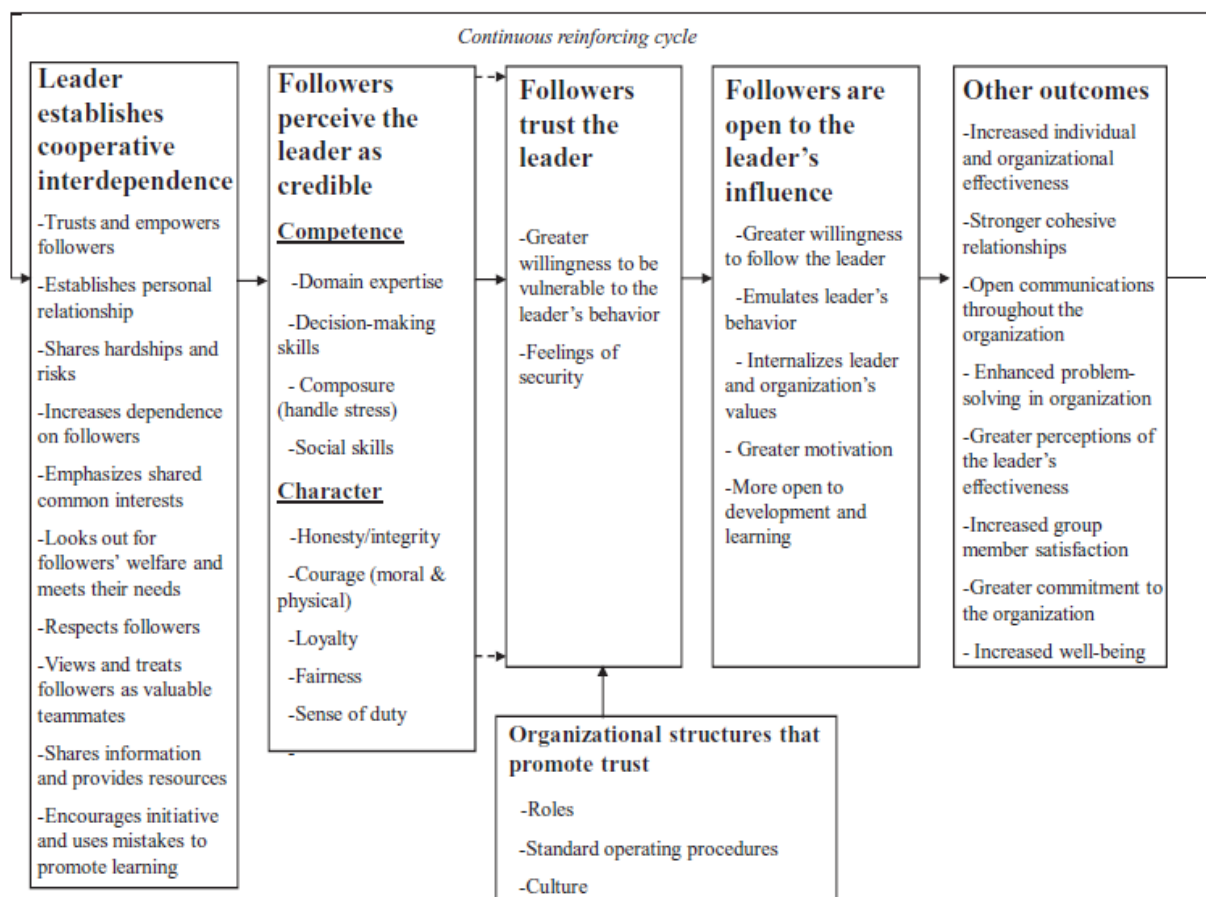 Continuous reinforcing cycle
Leader
establishes
cooperative
interdependence
-Trusts and empowers
followers
-Establishes personal
relationship
-Shares hardships and
risks
-Increases dependence
on followers
-Emphasizes shared
common interests
-Looks out for
followers’ welfare and
meets their needs
-Respects followers
-Views and treats
followers as valuable
teammates
-Shares information
and provides resources
-Encourages initiative
and uses mistakes to
promote learning
Followers
perceive the
leader as
credible
Competence
-Domain expertise
-Decision-making
skills
- Composure
(handle stress)
-Social skills
Character
-Honesty/integrity
-Courage (moral &
physical)
-Loyalty
-Fairness
-Sense of duty
-
Followers
trust the
leader
-Greater
willingness to be
vulnerable to the
leader’s behavior
-Feelings of
security
Followers are
open to the
leader’s
influence
-Greater willingness
to follow the leader
-Emulates leader’s
behavior
-Internalizes leader
and organization’s
values
- Greater motivation
-More open to
development and
learning
Other outcomes
-Increased individual
and organizational
effectiveness
-Stronger cohesive
relationships
-Open communications
throughout the
organization
- Enhanced problem-
solving in organization
-Greater perceptions of
the leader’s
effectiveness
-Increased group
member satisfaction
-Greater commitment to
the organization
- Increased well-being
Organizational structures that
promote trust
-Roles
-Standard operating procedures
-Culture